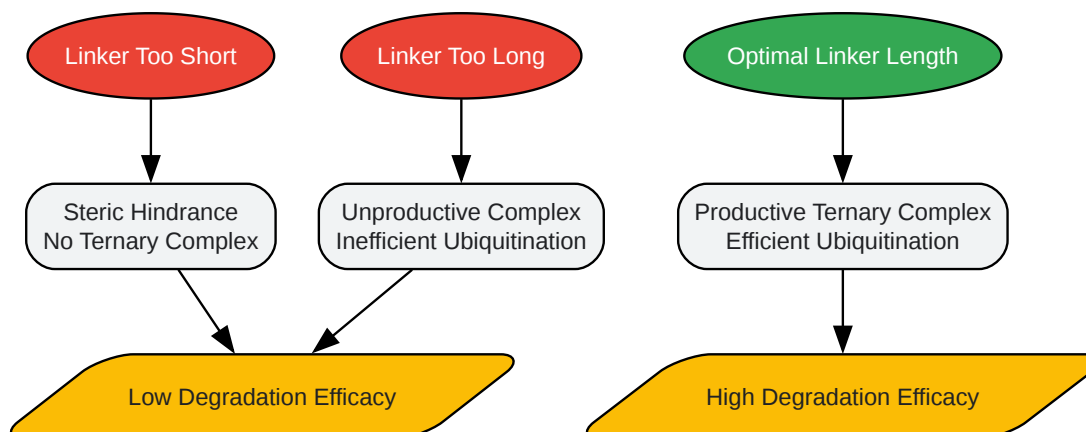 Linker Too Short
Linker Too Long
Optimal Linker Length
Steric Hindrance
No Ternary Complex
Unproductive Complex
Inefficient Ubiquitination
Productive Ternary Complex
Efficient Ubiquitination
Low Degradation Efficacy
High Degradation Efficacy